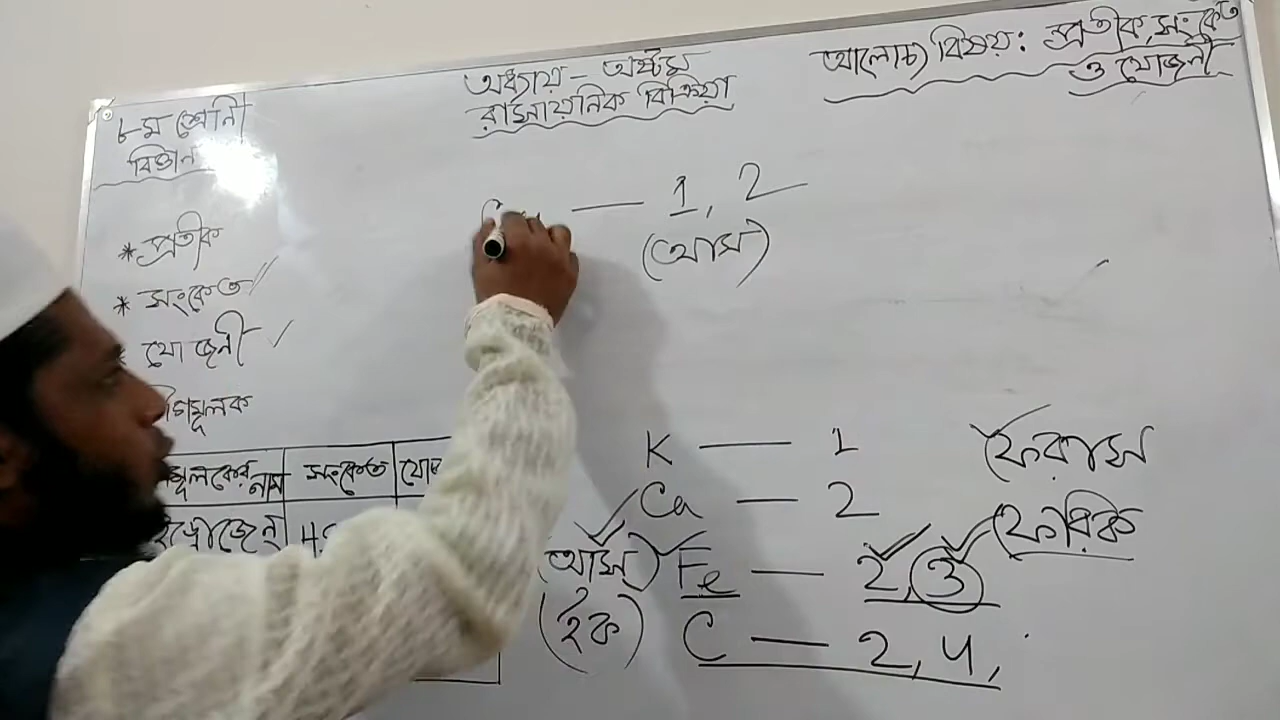 ৮ম শ্রেনী
বিজ্ঞান
অধ্যায় - অষ্টম
রাসায়নিক বিক্রিয়া
আলোচ্য বিষয়: প্রতীক, সংকেত
ও যোজনী
* প্রতীক
* সংকেত
যোজনী
— 1, 2
(আস)
K — 1
Ca — 2
(আস) Fe — 2, 3
(ইক) C — 2, 4,
ফেরাস
ফেরিক
সংকেত